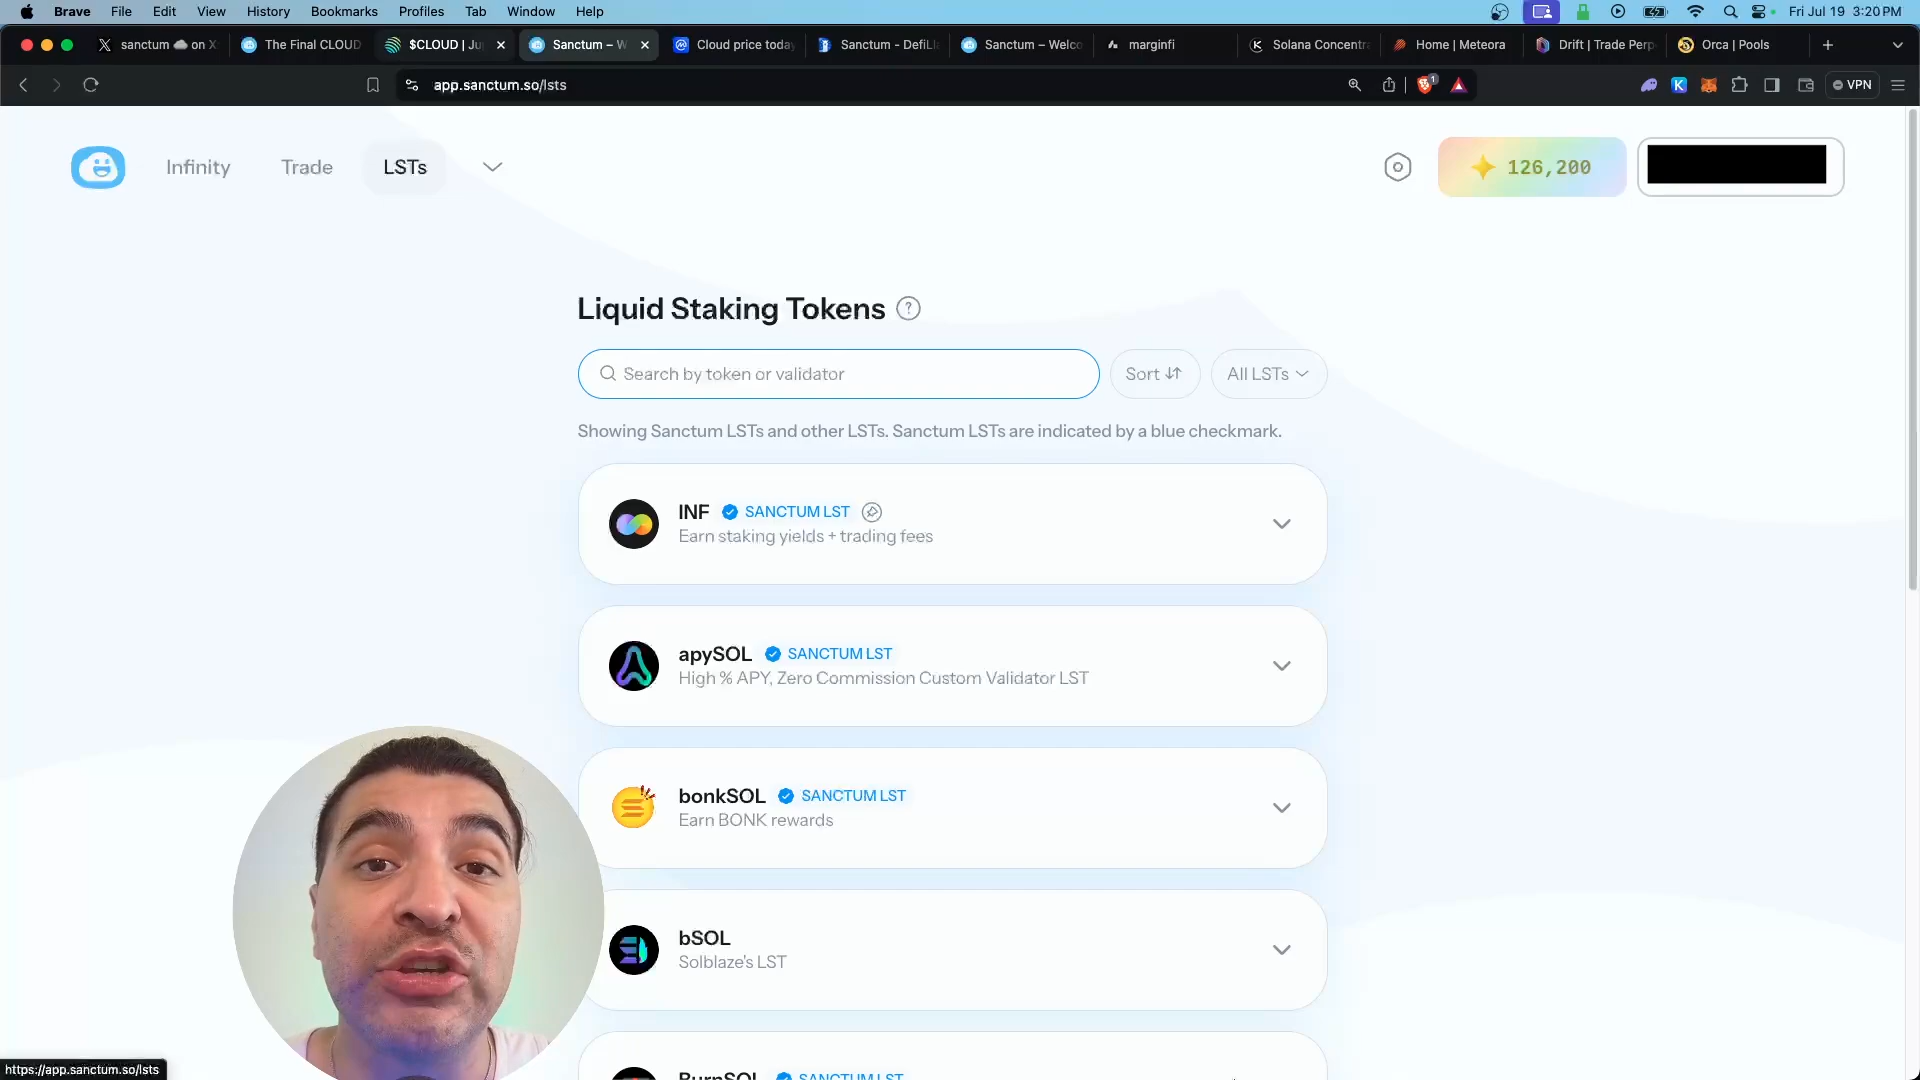 Brave File Edit View History Bookmarks Profiles Tab Window Help Fri Jul 19 3:20 PM
sanctum on X The Final CLOUD $CLOUD | Ju Sanctum – W Cloud price today Sanctum - DefiLl Sanctum – Welco marginfi Solana Concentra Home | Meteora Drift | Trade Perp Orca | Pools
app.sanctum.so/lsts 1 VPN
Infinity Trade LSTs 126,200
Liquid Staking Tokens ?
Search by token or validator Sort All LSTs
Showing Sanctum LSTs and other LSTs. Sanctum LSTs are indicated by a blue checkmark.
INF SANCTUM LST
Earn staking yields + trading fees
apySOL SANCTUM LST
High % APY, Zero Commission Custom Validator LST
bonkSOL SANCTUM LST
Earn BONK rewards
bSOL
Solblaze's LST
BurnSOL SANCTUM LST
https://app.sanctum.so/lsts